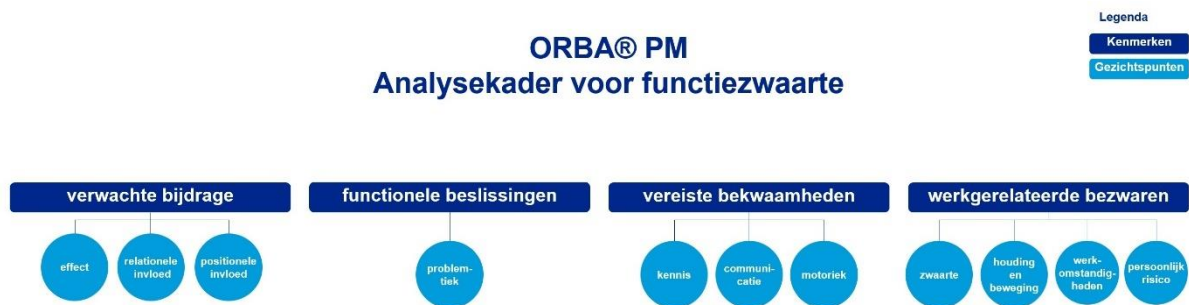 Legenda
Kenmerken
Gezichtspunten
ORBA® PM
Analysekader voor functiezwaarte
verwachte bijdrage
functionele beslissingen
vereiste bekwaamheden
werkgerelateerde bezwaren
effect
relationele
invloed
positionele
invloed
problem-
tiek
kennis
communi-
catie
motoriek
zwaarte
houding
en
beweging
werk-
omstandig-
heden
persoonlijk
risico